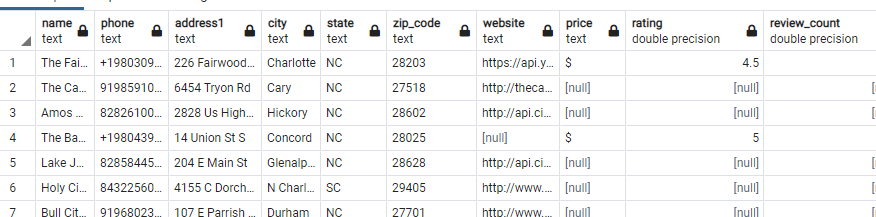 name phone address1 city state zip_code website price rating review_count
text text text text text text text text double precision double precision
1 The Fai... +1980309... 226 Fairwood... Charlotte NC 28203 https://api.y... $ 4.5
2 The Ca... 91985910... 6454 Tryon Rd Cary NC 27518 http://theca... [null] [null]
3 Amos ... 82826100... 2828 Us High... Hickory NC 28602 http://api.ci... [null] [null]
4 The Ba... +1980439... 14 Union St S Concord NC 28025 [null] $ 5
5 Lake J... 82858445... 204 E Main St Glenalp... NC 28628 http://api.ci... [null] [null]
6 Holy Ci... 84322560... 4155 C Dorch... N Charl... SC 29405 http://www.... [null] [null]
7 Bull Cit... 91968023... 107 E Parrish ... Durham NC 27701 http://www.... [null] [null]